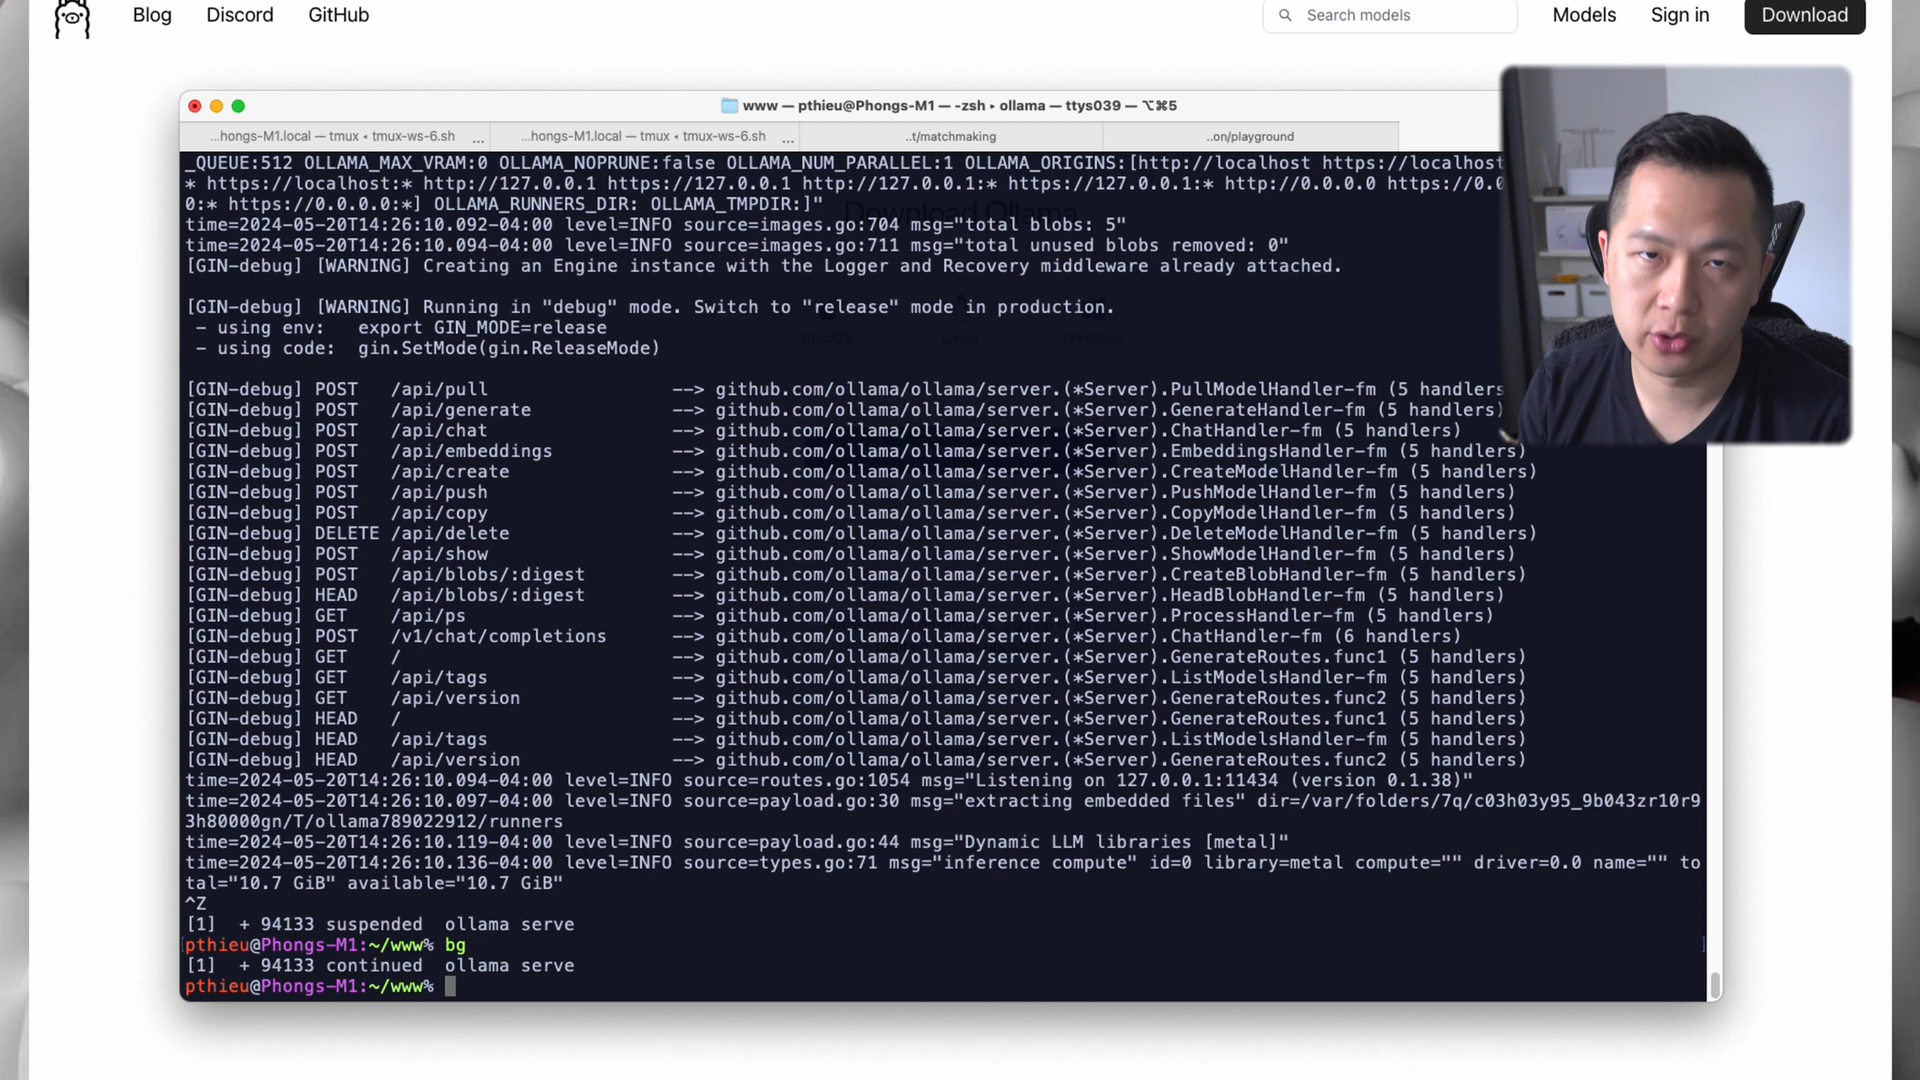 Blog Discord GitHub Search models Models Sign in Download
www — pthieu@Phongs-M1 — -zsh ▸ ollama — ttys039 — ⌥⌘5
...hongs-M1.local — tmux ◂ tmux-ws-6.sh ... ...hongs-M1.local — tmux ◂ tmux-ws-6.sh ... ..t/matchmaking ..on/playground
_QUEUE:512 OLLAMA_MAX_VRAM:0 OLLAMA_NOPRUNE:false OLLAMA_NUM_PARALLEL:1 OLLAMA_ORIGINS:[http://localhost https://localhost
* https://localhost:* http://127.0.0.1 https://127.0.0.1 http://127.0.0.1:* https://127.0.0.1:* http://0.0.0.0 https://0.0
0:* https://0.0.0.0:*] OLLAMA_RUNNERS_DIR: OLLAMA_TMPDIR:]"
Download Ollama
time=2024-05-20T14:26:10.092-04:00 level=INFO source=images.go:704 msg="total blobs: 5"
time=2024-05-20T14:26:10.094-04:00 level=INFO source=images.go:711 msg="total unused blobs removed: 0"
[GIN-debug] [WARNING] Creating an Engine instance with the Logger and Recovery middleware already attached.
[GIN-debug] [WARNING] Running in "debug" mode. Switch to "release" mode in production.
- using env:   export GIN_MODE=release
macOS Linux Windows
- using code:  gin.SetMode(gin.ReleaseMode)
[GIN-debug] POST   /api/pull                 --> github.com/ollama/ollama/server.(*Server).PullModelHandler-fm (5 handlers
[GIN-debug] POST   /api/generate             --> github.com/ollama/ollama/server.(*Server).GenerateHandler-fm (5 handlers)
[GIN-debug] POST   /api/chat                 --> github.com/ollama/ollama/server.(*Server).ChatHandler-fm (5 handlers)
[GIN-debug] POST   /api/embeddings           --> github.com/ollama/ollama/server.(*Server).EmbeddingsHandler-fm (5 handlers)
[GIN-debug] POST   /api/create               --> github.com/ollama/ollama/server.(*Server).CreateModelHandler-fm (5 handlers)
[GIN-debug] POST   /api/push                 --> github.com/ollama/ollama/server.(*Server).PushModelHandler-fm (5 handlers)
[GIN-debug] POST   /api/copy                 --> github.com/ollama/ollama/server.(*Server).CopyModelHandler-fm (5 handlers)
[GIN-debug] DELETE /api/delete               --> github.com/ollama/ollama/server.(*Server).DeleteModelHandler-fm (5 handlers)
[GIN-debug] POST   /api/show                 --> github.com/ollama/ollama/server.(*Server).ShowModelHandler-fm (5 handlers)
[GIN-debug] POST   /api/blobs/:digest        --> github.com/ollama/ollama/server.(*Server).CreateBlobHandler-fm (5 handlers)
[GIN-debug] HEAD   /api/blobs/:digest        --> github.com/ollama/ollama/server.(*Server).HeadBlobHandler-fm (5 handlers)
[GIN-debug] GET    /api/ps                   --> github.com/ollama/ollama/server.(*Server).ProcessHandler-fm (5 handlers)
[GIN-debug] POST   /v1/chat/completions      --> github.com/ollama/ollama/server.(*Server).ChatHandler-fm (6 handlers)
[GIN-debug] GET    /                         --> github.com/ollama/ollama/server.(*Server).GenerateRoutes.func1 (5 handlers)
[GIN-debug] GET    /api/tags                 --> github.com/ollama/ollama/server.(*Server).ListModelsHandler-fm (5 handlers)
[GIN-debug] GET    /api/version              --> github.com/ollama/ollama/server.(*Server).GenerateRoutes.func2 (5 handlers)
[GIN-debug] HEAD   /                         --> github.com/ollama/ollama/server.(*Server).GenerateRoutes.func1 (5 handlers)
[GIN-debug] HEAD   /api/tags                 --> github.com/ollama/ollama/server.(*Server).ListModelsHandler-fm (5 handlers)
[GIN-debug] HEAD   /api/version              --> github.com/ollama/ollama/server.(*Server).GenerateRoutes.func2 (5 handlers)
time=2024-05-20T14:26:10.094-04:00 level=INFO source=routes.go:1054 msg="Listening on 127.0.0.1:11434 (version 0.1.38)"
time=2024-05-20T14:26:10.097-04:00 level=INFO source=payload.go:30 msg="extracting embedded files" dir=/var/folders/7q/c03h03y95_9b043zr10r9
3h80000gn/T/ollama789022912/runners
time=2024-05-20T14:26:10.119-04:00 level=INFO source=payload.go:44 msg="Dynamic LLM libraries [metal]"
time=2024-05-20T14:26:10.136-04:00 level=INFO source=types.go:71 msg="inference compute" id=0 library=metal compute="" driver=0.0 name="" to
tal="10.7 GiB" available="10.7 GiB"
^Z
[1]  + 94133 suspended  ollama serve
pthieu@Phongs-M1:~/www% bg
[1]  + 94133 continued  ollama serve
pthieu@Phongs-M1:~/www%